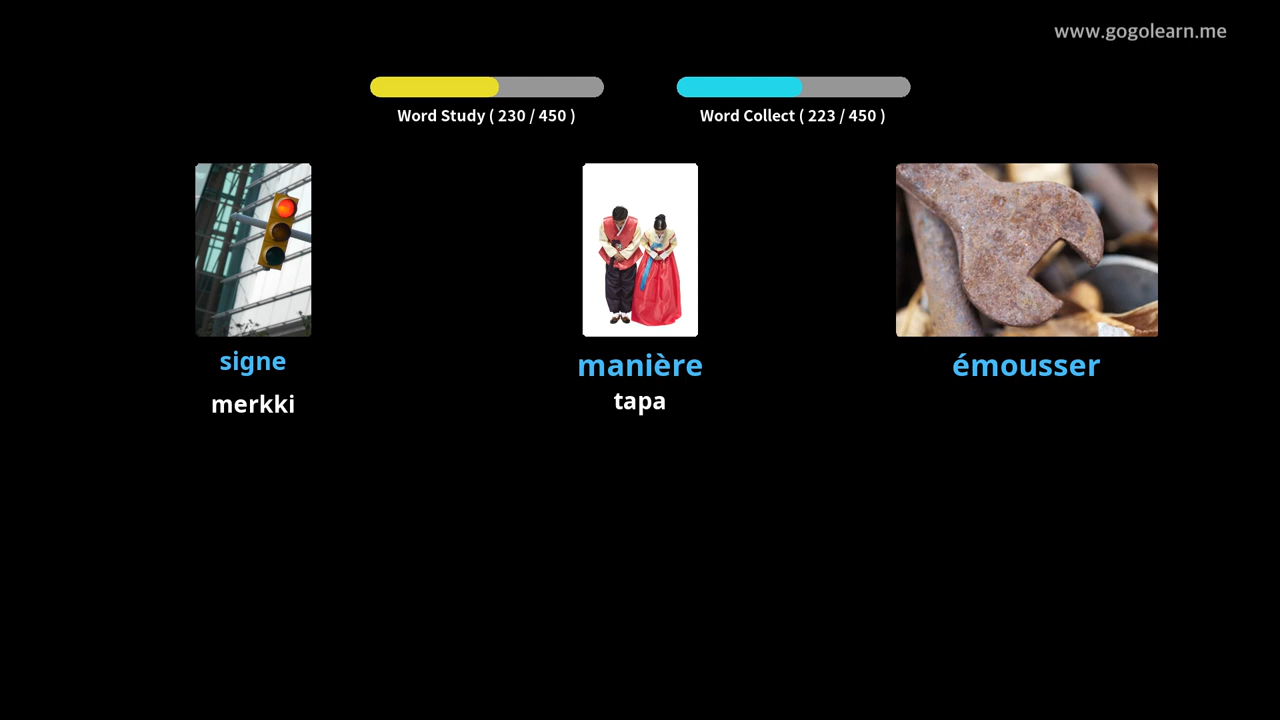 www.gogolearn.me
Word Study ( 230 / 450 )
Word Collect ( 223 / 450 )
signe
manière
émousser
merkki
tapa